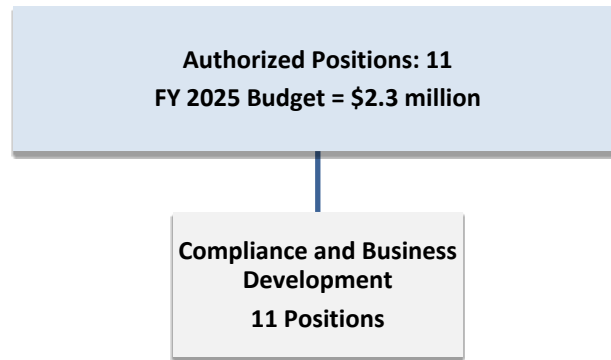 Authorized Positions: 11
FY 2025 Budget = $2.3 million
Compliance and Business
Development
11 Positions